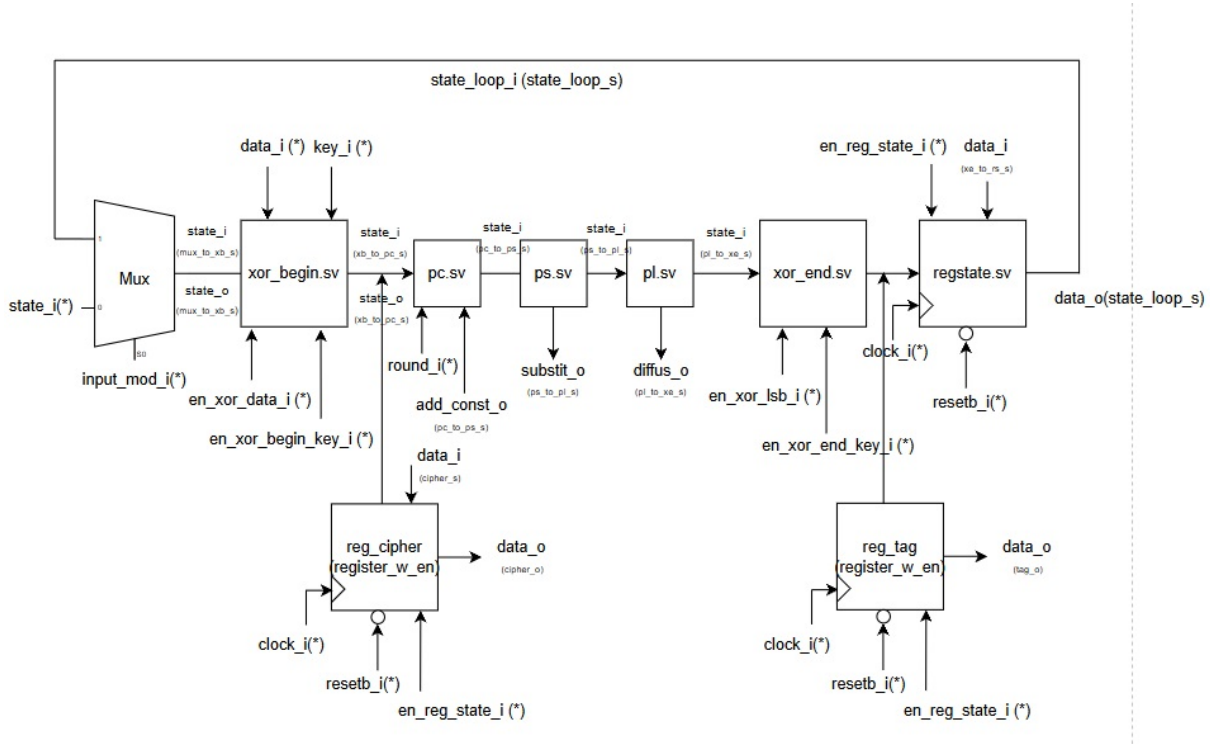 state_loop_i (state_loop_s)
data_i (*)
key_i (*)
en_reg_state_i (*)
data_i
(xe_to_rs_s)
1
Mux
0
S0
state_i(*)
input_mod_i(*)
state_i
(mux_to_xb_s)
state_o
(mux_to_xb_s)
xor_begin.sv
en_xor_data_i (*)
en_xor_begin_key_i (*)
state_i
(xb_to_pc_s)
state_o
(xb_to_pc_s)
pc.sv
round_i(*)
add_const_o
(pc_to_ps_s)
state_i
(pc_to_ps_s)
ps.sv
substit_o
(ps_to_pl_s)
state_i
(ps_to_pl_s)
pl.sv
diffus_o
(pl_to_xe_s)
state_i
(pl_to_xe_s)
xor_end.sv
en_xor_lsb_i (*)
en_xor_end_key_i (*)
regstate.sv
clock_i(*)
resetb_i(*)
data_o(state_loop_s)
data_i
(cipher_s)
reg_cipher
(register_w_en)
data_o
(cipher_o)
clock_i(*)
resetb_i(*)
en_reg_state_i (*)
reg_tag
(register_w_en)
data_o
(tag_o)
clock_i(*)
resetb_i(*)
en_reg_state_i (*)